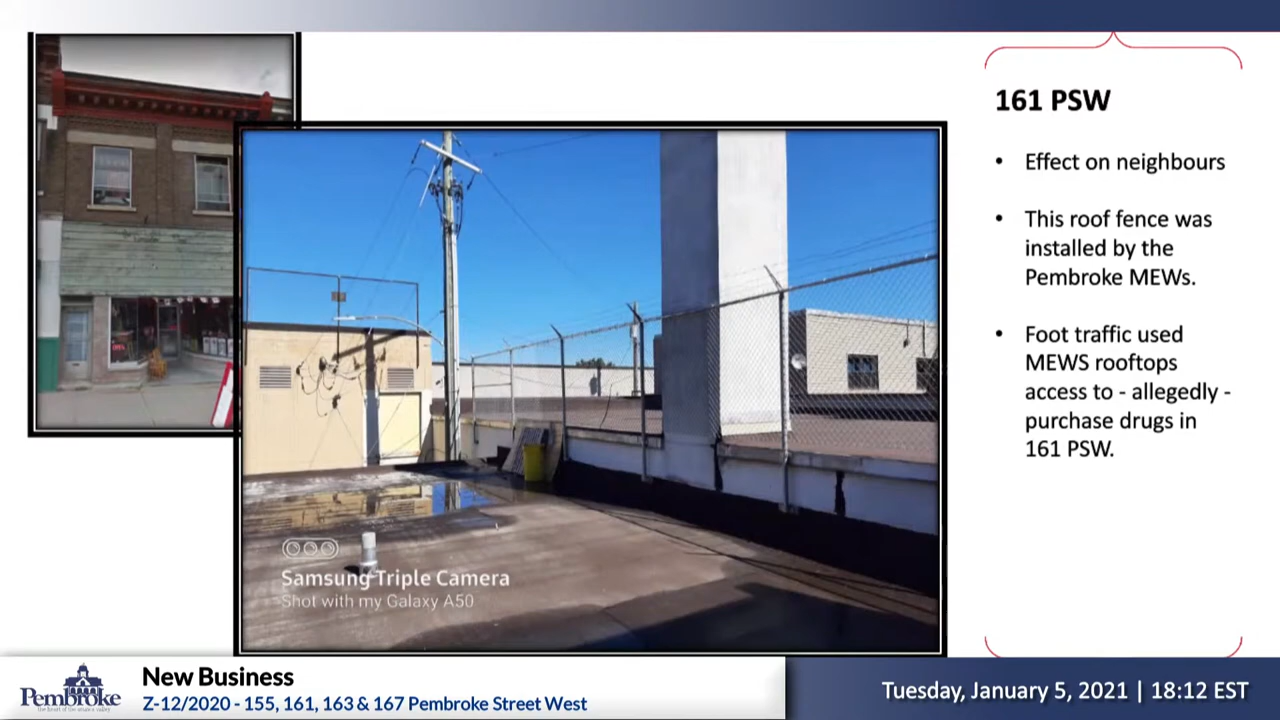 161 PSW
• Effect on neighbours
• This roof fence was
installed by the
Pembroke MEWs.
• Foot traffic used
MEWS rooftops
access to - allegedly -
purchase drugs in
161 PSW.
Samsung Triple Camera
Shot with my Galaxy A50
Pembroke
New Business
Z-12/2020 - 155, 161, 163 & 167 Pembroke Street West
Tuesday, January 5, 2021 | 18:12 EST